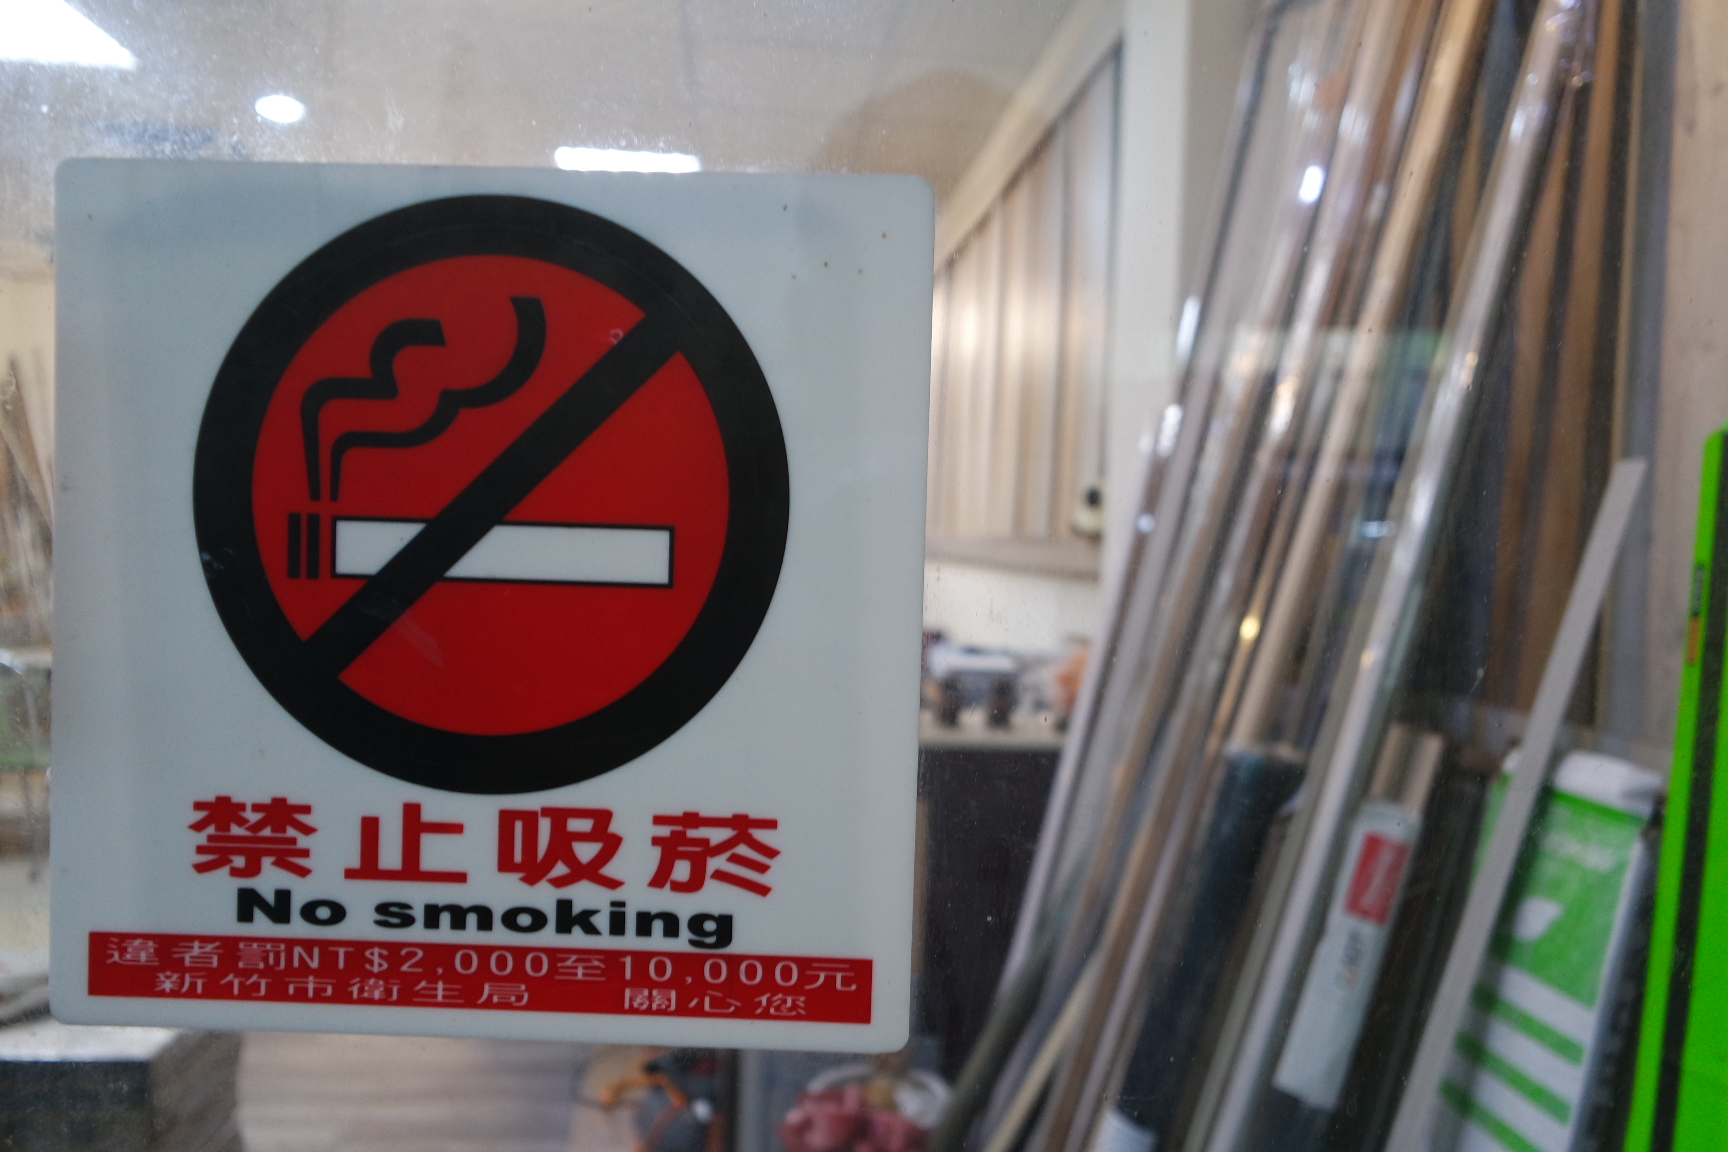 禁止吸菸
No smoking
違者罰NT$2,000至10,000元
新竹市衛生局 關心您